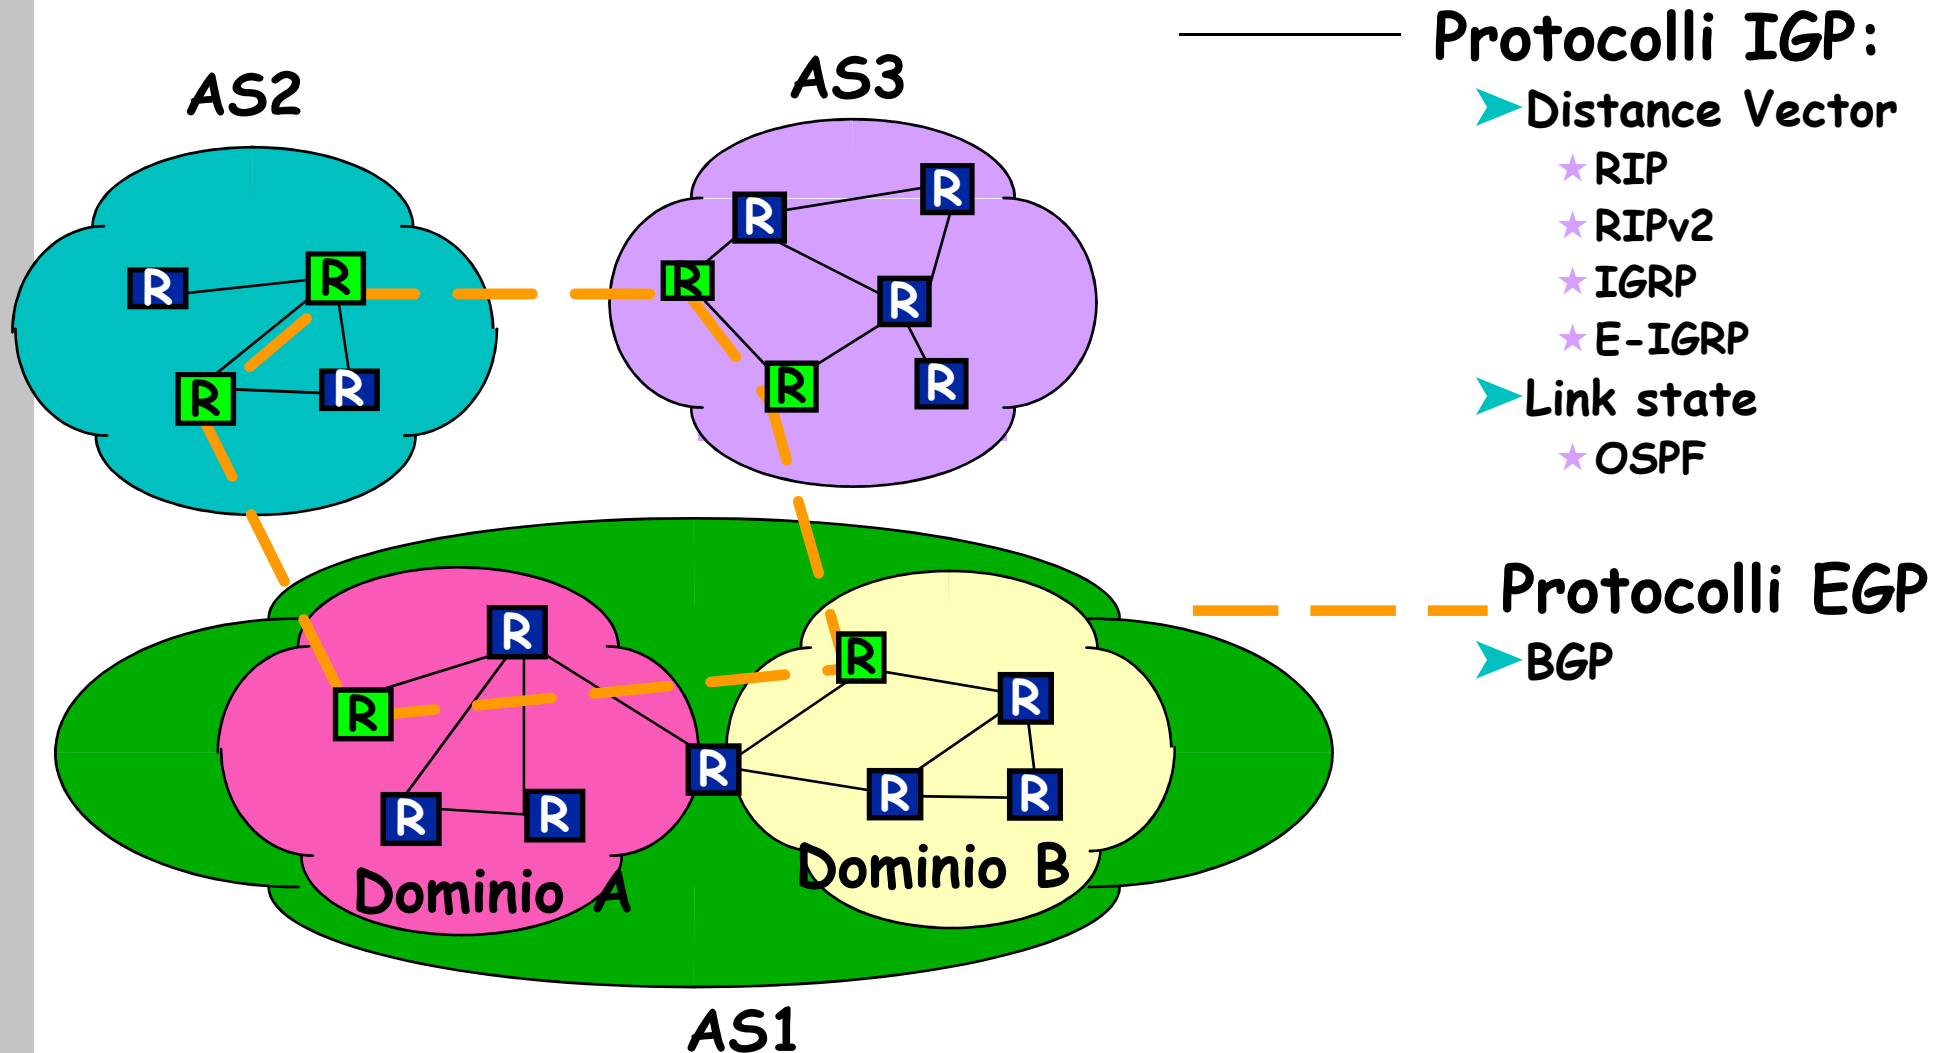 Protocolli IGP:
AS2
AS3
Distance Vector
RIP
RIPv2
IGRP
E-IGRP
Link state
OSPF
R
R
R
R
R
R
R
R
R
R
Protocolli EGP
BGP
R
R
R
R
R
R
R
R
R
Dominio A
Dominio B
AS1